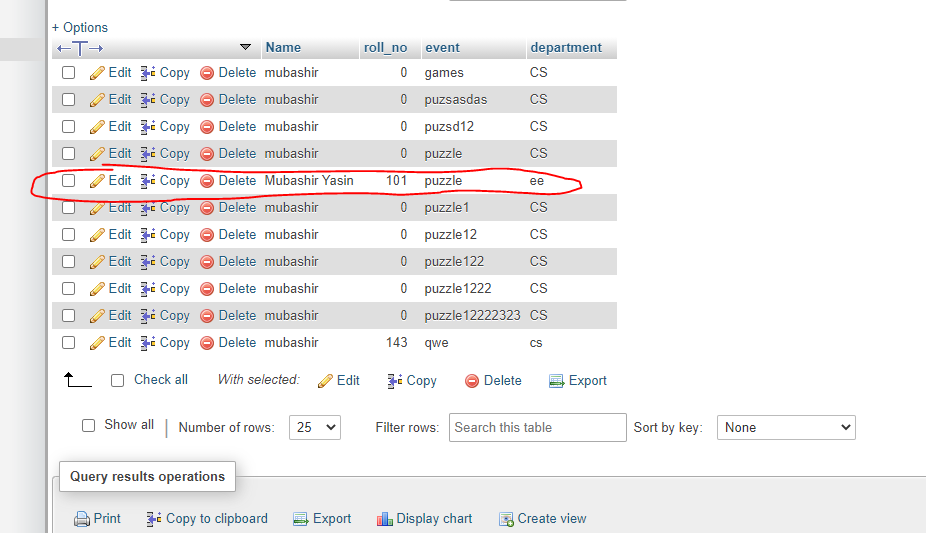 + Options
←T→ Name roll_no event department
Edit Copy Delete mubashir 0 games CS
Edit Copy Delete mubashir 0 puzsasdas CS
Edit Copy Delete mubashir 0 puzsd12 CS
Edit Copy Delete mubashir 0 puzzle CS
Edit Copy Delete Mubashir Yasin 101 puzzle ee
Edit Copy Delete mubashir 0 puzzle1 CS
Edit Copy Delete mubashir 0 puzzle12 CS
Edit Copy Delete mubashir 0 puzzle122 CS
Edit Copy Delete mubashir 0 puzzle1222 CS
Edit Copy Delete mubashir 0 puzzle12222323 CS
Edit Copy Delete mubashir 143 qwe cs
Check all With selected: Edit Copy Delete Export
Show all Number of rows: 25 Filter rows: Search this table Sort by key: None
Query results operations
Print Copy to clipboard Export Display chart Create view